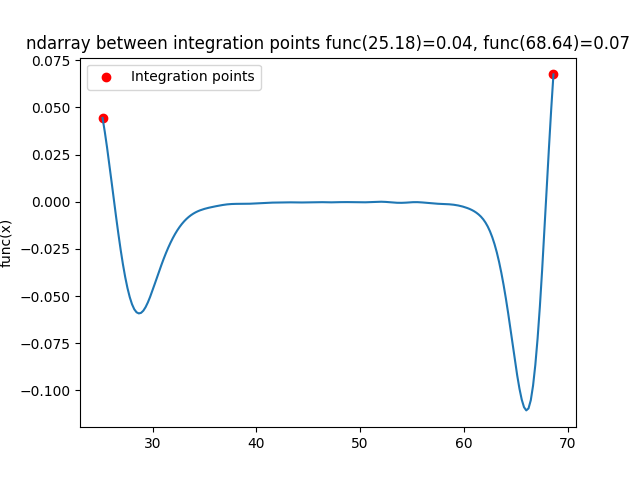 ndarray between integration points func(25.18)=0.04, func(68.64)=0.07
Integration points
func(x)
0.075
0.050
0.025
0.000
−0.025
−0.050
−0.075
−0.100
30 40 50 60 70